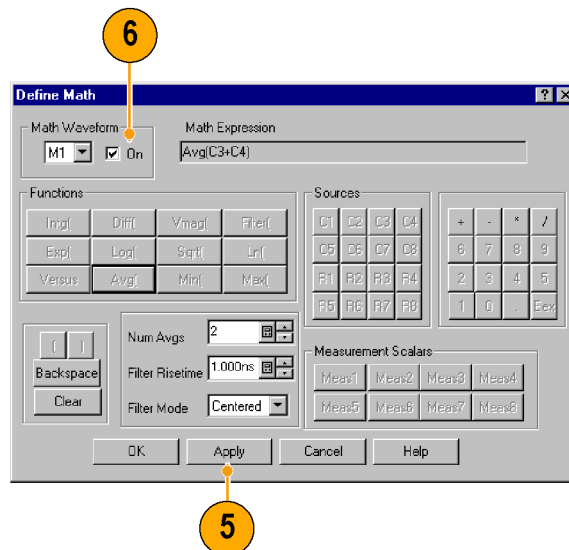 6
Define Math
Math Waveform
Math Expression
M1
On
Avg(C3+C4)
Functions
Sources
Intg( Diff( Vmag( Filter(
C1 C2 C3 C4
+ - * /
Exp( Log( Sqrt( Ln(
C5 C6 C7 C8
6 7 8 9
Versus Avg( Min( Max(
R1 R2 R3 R4
2 3 4 5
R5 R6 R7 R8
1 0 . Eex
( )
Backspace
Clear
Num Avgs 2
Filter Risetime 1.000ns
Filter Mode Centered
Measurement Scalars
Meas1 Meas2 Meas3 Meas4
Meas5 Meas6 Meas7 Meas8
OK Apply Cancel Help
5